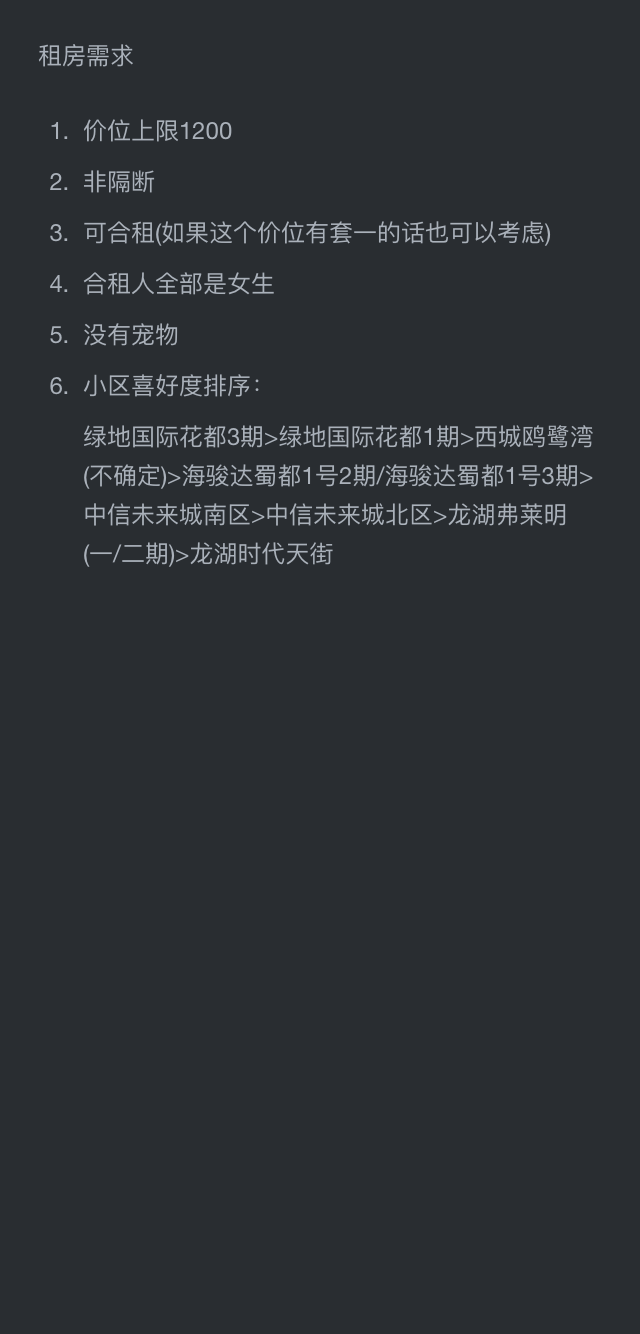 租房需求
1. 价位上限1200
2. 非隔断
3. 可合租(如果这个价位有套一的话也可以考虑)
4. 合租人全部是女生
5. 没有宠物
6. 小区喜好度排序：
绿地国际花都3期>绿地国际花都1期>西城鸥鹭湾
(不确定)>海骏达蜀都1号2期/海骏达蜀都1号3期>
中信未来城南区>中信未来城北区>龙湖弗莱明
(一/二期)>龙湖时代天街